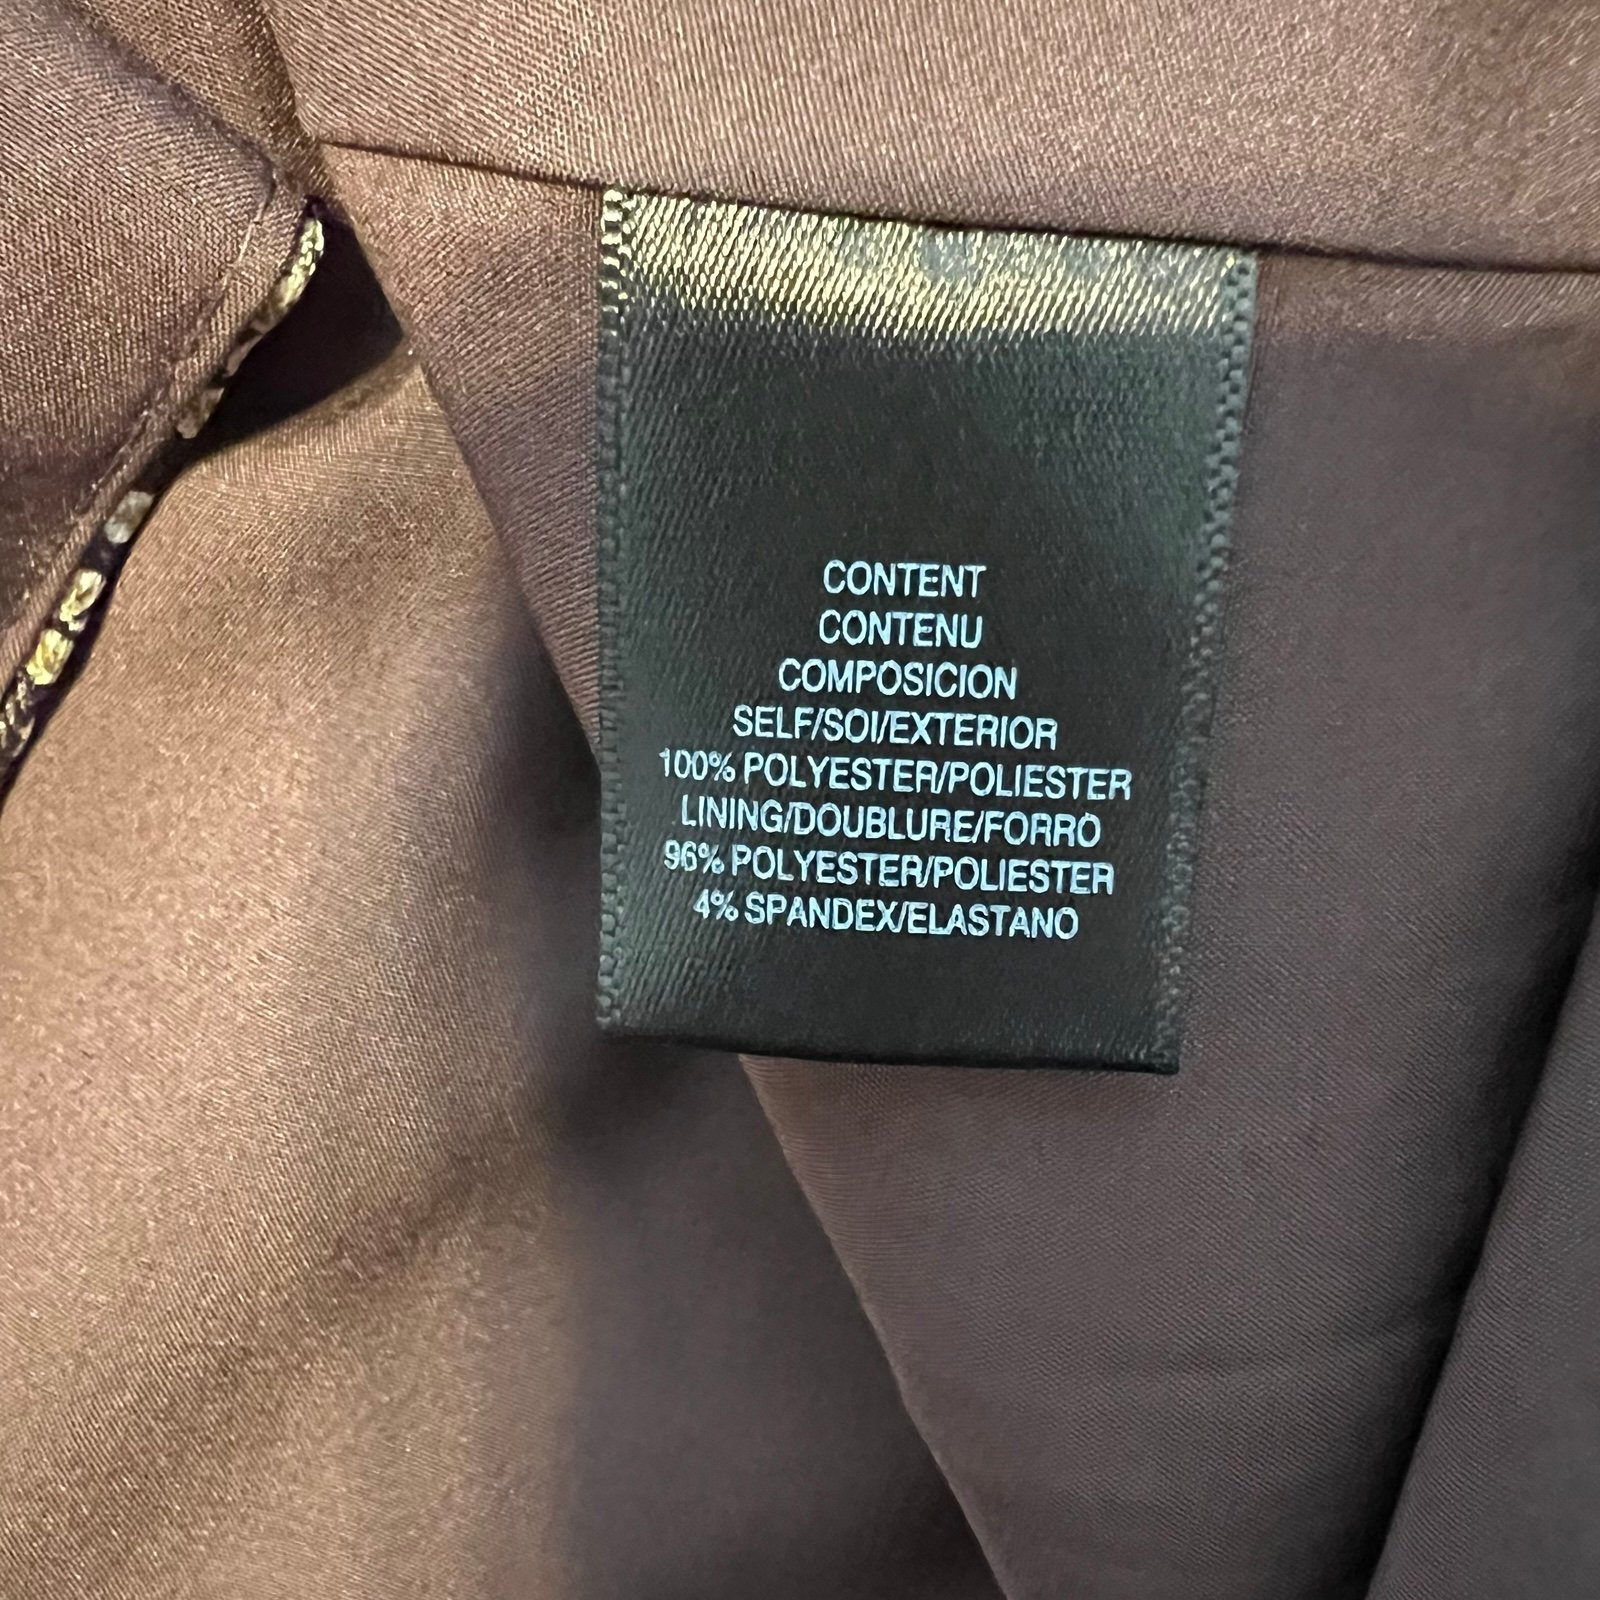 CONTENT
CONTENU
COMPOSICION
SELF/SOI/EXTERIOR
100% POLYESTER/POLIESTER
LINING/DOUBLURE/FORRO
96% POLYESTER/POLIESTER
4% SPANDEX/ELASTANO